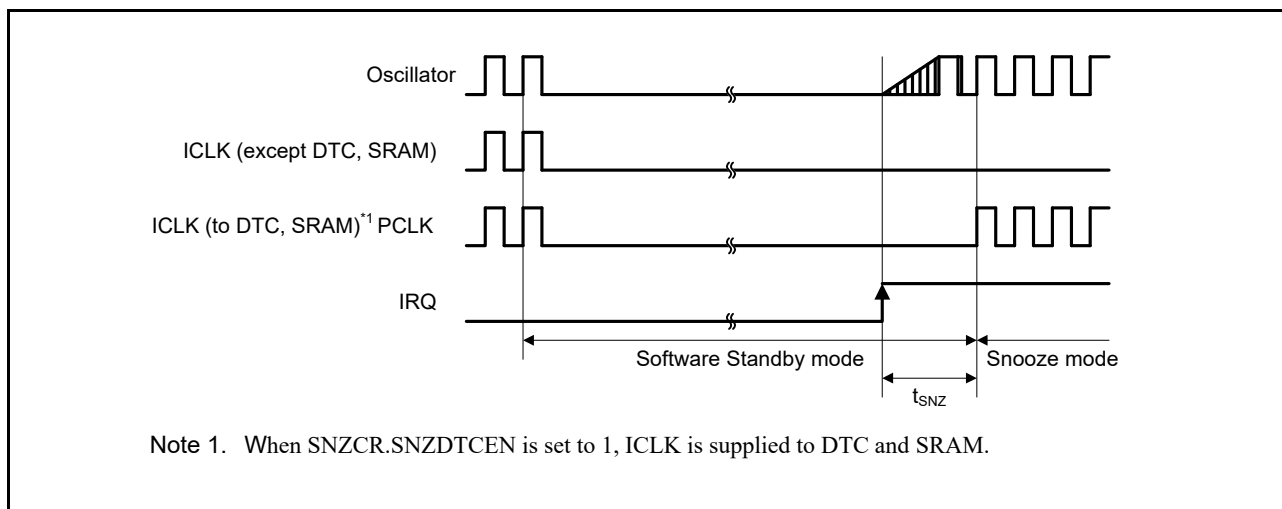 Oscillator
ICLK (except DTC, SRAM)
ICLK (to DTC, SRAM)*1 PCLK
IRQ
Software Standby mode
Snooze mode
tSNZ
Note 1. When SNZCR.SNZDTCEN is set to 1, ICLK is supplied to DTC and SRAM.